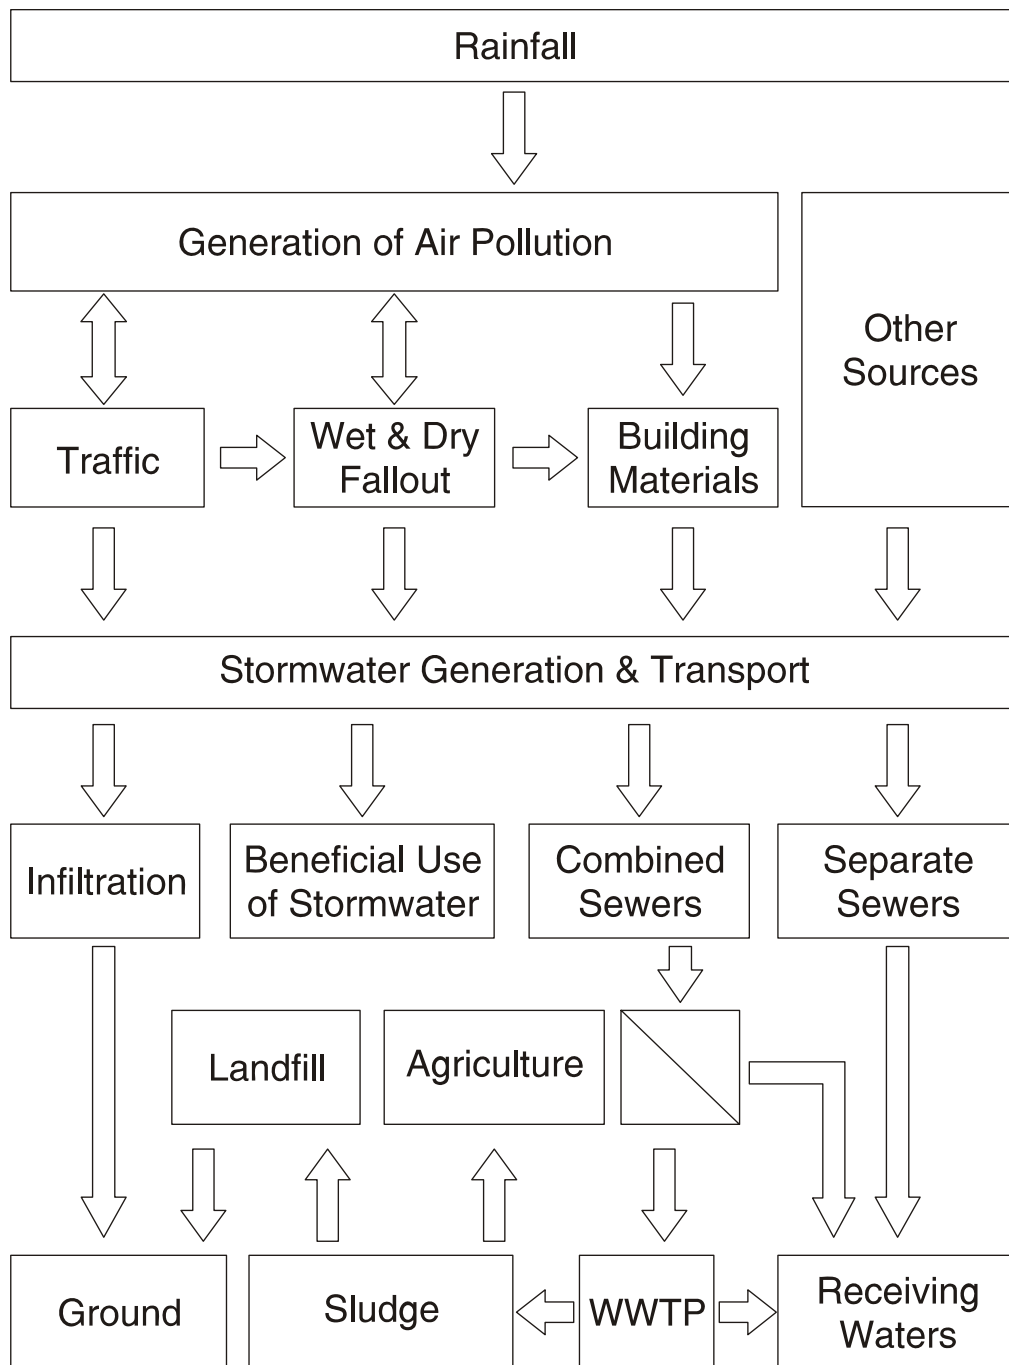 Rainfall
Generation of Air Pollution
Other
Sources
Traffic
Wet & Dry
Fallout
Building
Materials
Stormwater Generation & Transport
Infiltration
Beneficial Use
of Stormwater
Combined
Sewers
Separate
Sewers
Landfill
Agriculture
Ground
Sludge
WWTP
Receiving
Waters